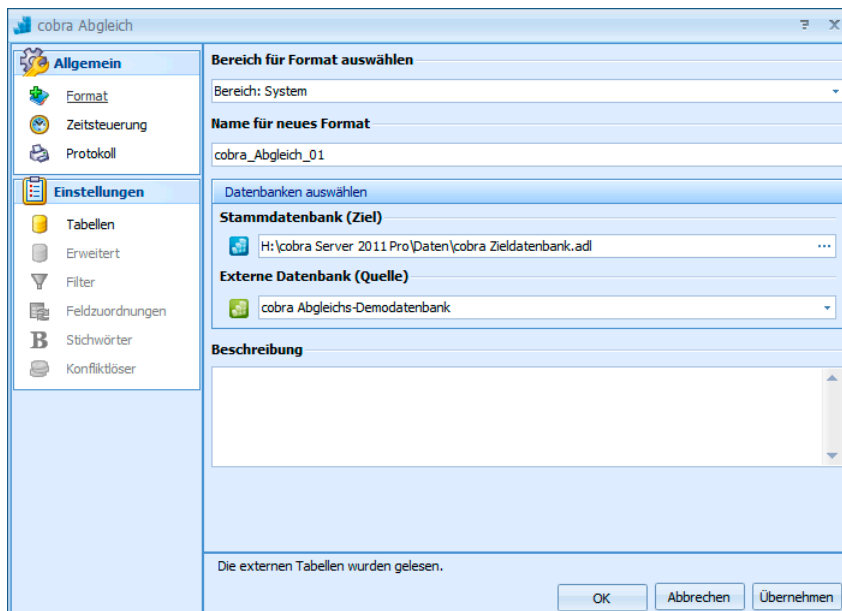 cobra Abgleich
Allgemein
Format
Zeitsteuerung
Protokoll
Einstellungen
Tabellen
Erweitert
Filter
Feldzuordnungen
Stichwörter
Konfliktlöser
Bereich für Format auswählen
Bereich: System
Name für neues Format
cobra_Abgleich_01
Datenbanken auswählen
Stammdatenbank (Ziel)
H:\cobra Server 2011 Pro\Daten\cobra Zieldatenbank.adl
Externe Datenbank (Quelle)
cobra Abgleichs-Demodatenbank
Beschreibung
Die externen Tabellen wurden gelesen.
OK Abbrechen Übernehmen